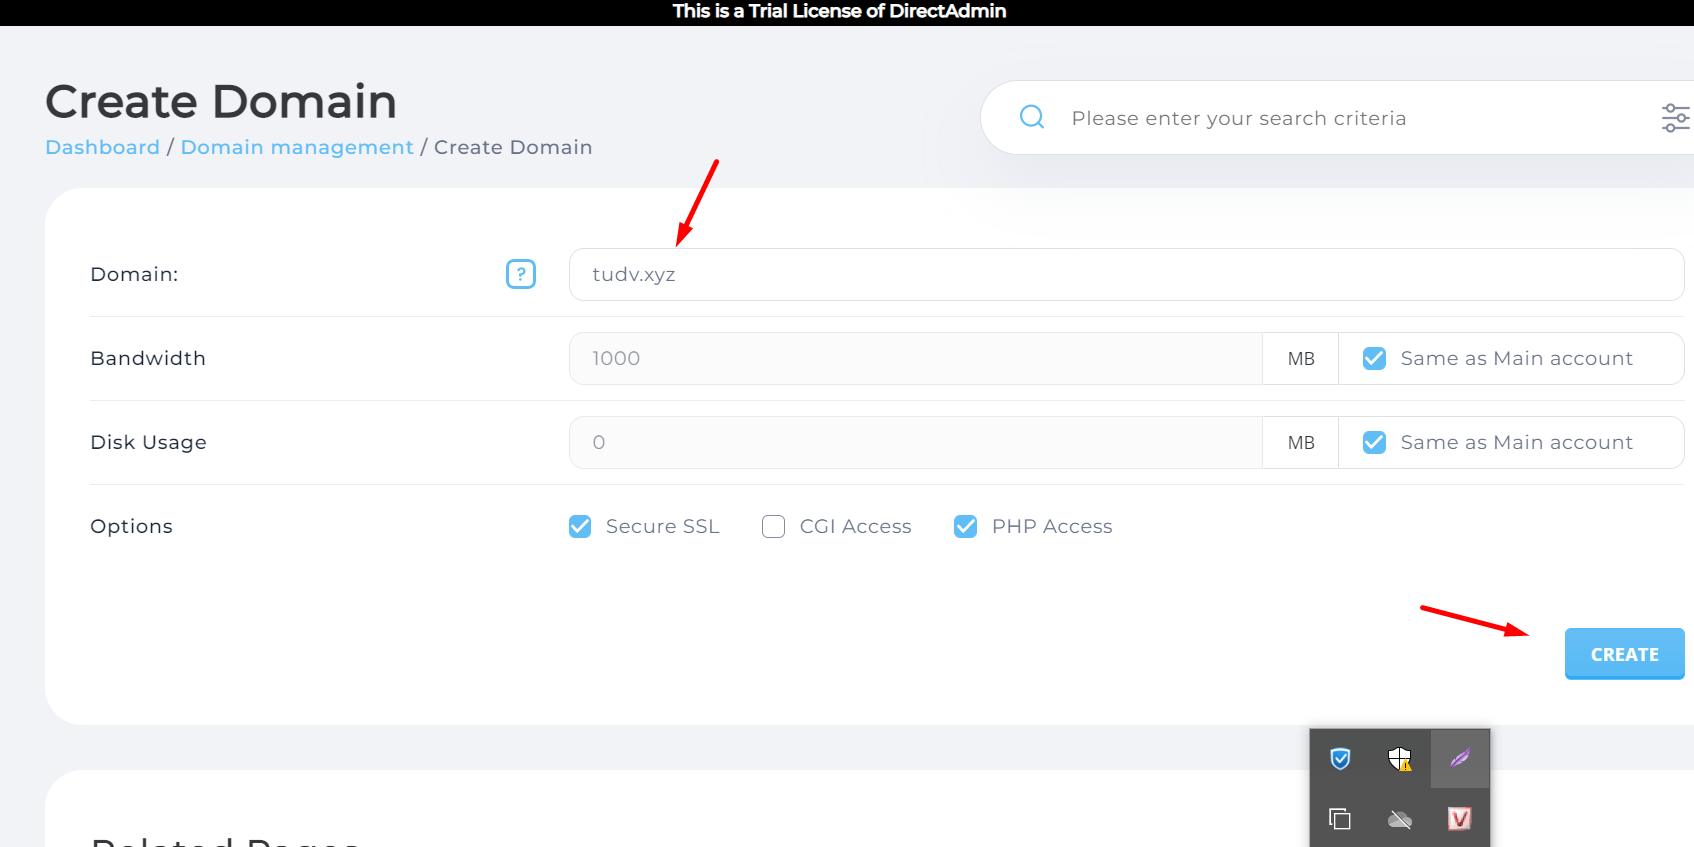 This is a Trial License of DirectAdmin
Create Domain
Dashboard / Domain management / Create Domain
Please enter your search criteria
Domain:
?
tudv.xyz
Bandwidth
1000
MB
Same as Main account
Disk Usage
0
MB
Same as Main account
Options
Secure SSL
CGI Access
PHP Access
CREATE
V
Related Pages